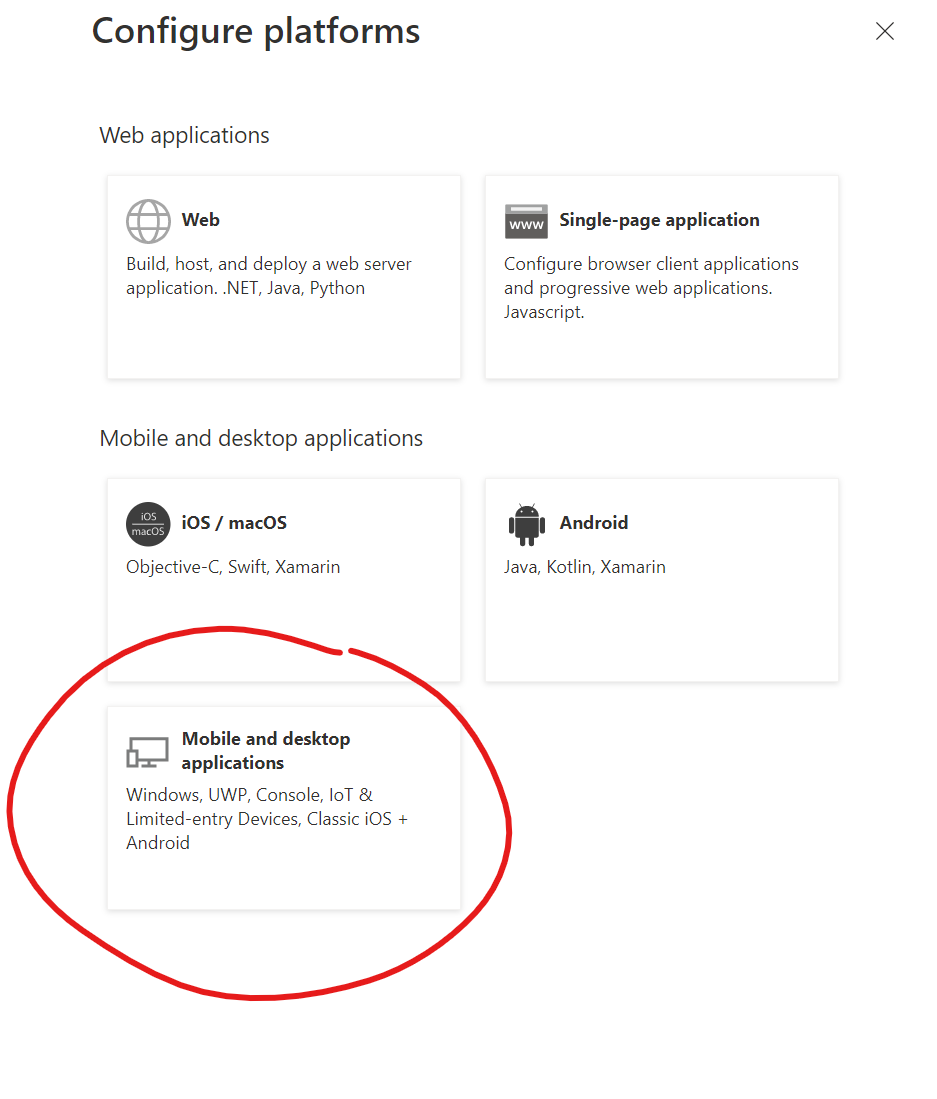 Configure platforms
Web applications
Web
Build, host, and deploy a web server
application. .NET, Java, Python
www
Single-page application
Configure browser client applications
and progressive web applications.
Javascript.
Mobile and desktop applications
iOS
macOS
iOS / macOS
Objective-C, Swift, Xamarin
Android
Java, Kotlin, Xamarin
Mobile and desktop
applications
Windows, UWP, Console, IoT &
Limited-entry Devices, Classic iOS +
Android